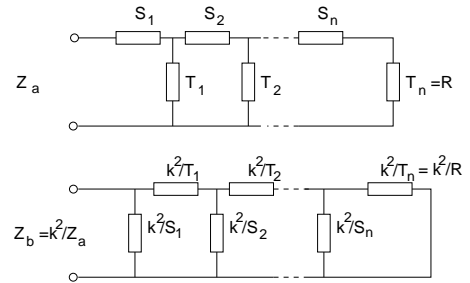 S₁ S₂ Sₙ
Zₐ T₁ T₂ Tₙ=R
k²/T₁ k²/T₂ k²/Tₙ = k²/R
Z_b=k²/Zₐ k²/S₁ k²/S₂ k²/Sₙ